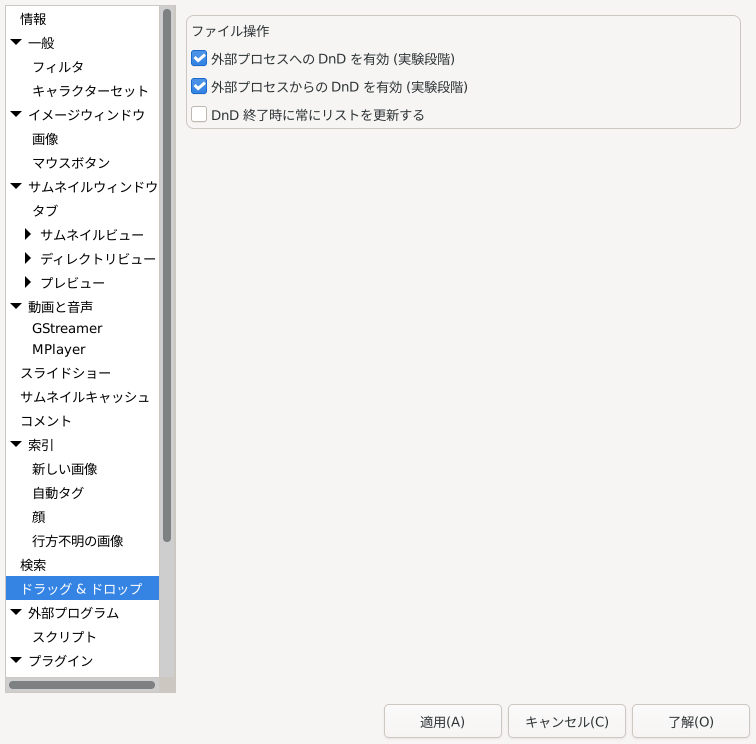 情報
一般
フィルタ
キャラクターセット
イメージウィンドウ
画像
マウスボタン
サムネイルウィンドウ
タブ
サムネイルビュー
ディレクトリビュー
プレビュー
動画と音声
GStreamer
MPlayer
スライドショー
サムネイルキャッシュ
コメント
索引
新しい画像
自動タグ
顔
行方不明の画像
検索
ドラッグ & ドロップ
外部プログラム
スクリプト
プラグイン
ファイル操作
外部プロセスへの DnD を有効 (実験段階)
外部プロセスからの DnD を有効 (実験段階)
DnD 終了時に常にリストを更新する
適用(A)
キャンセル(C)
了解(O)